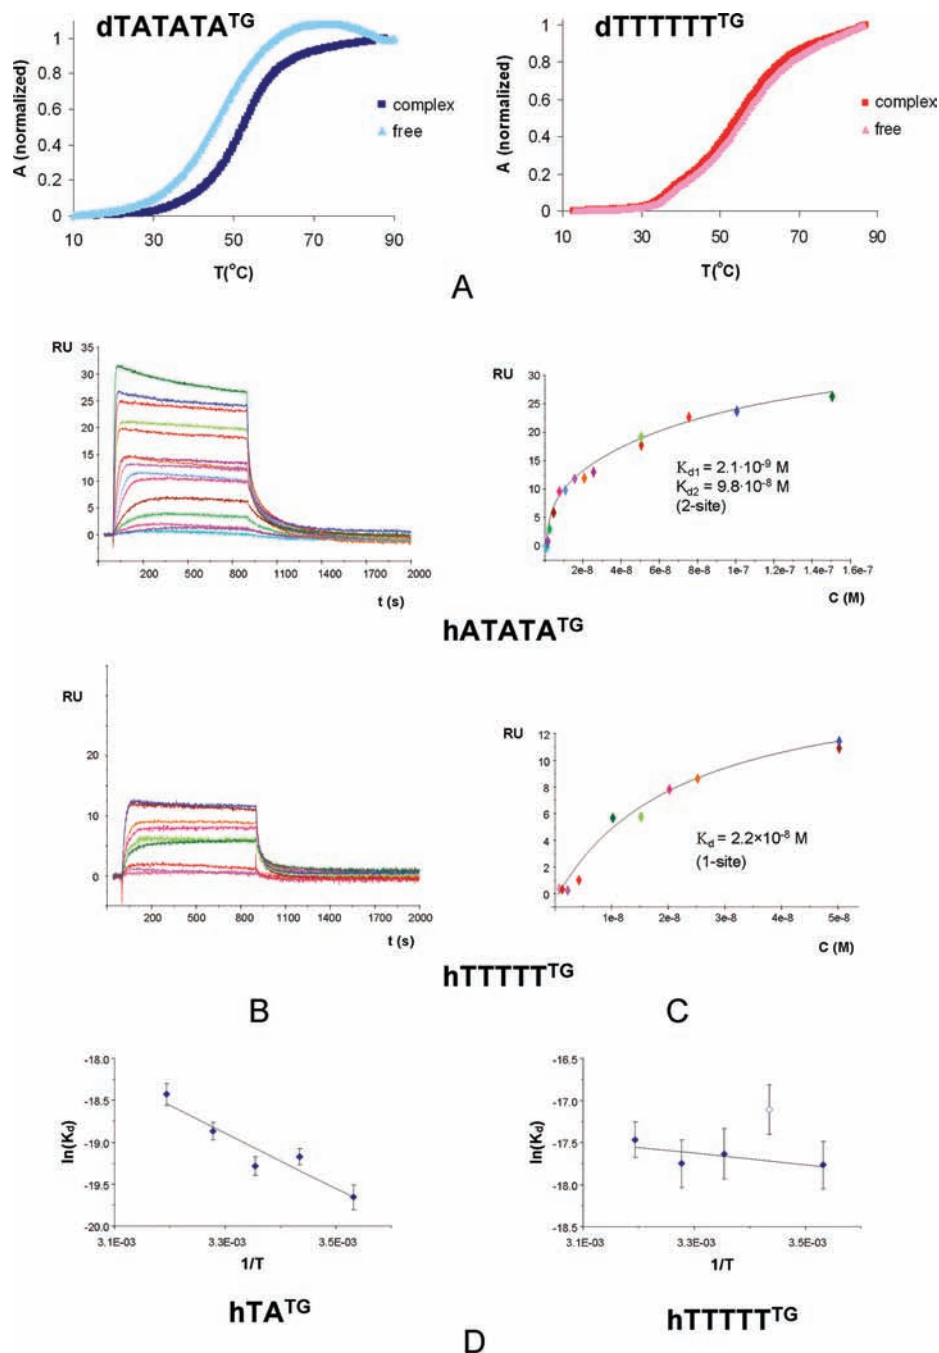 dTATATA^TG
A (normalized)
1
0.8
0.6
0.4
0.2
0
complex
free
10 30 50 70 90
T(°C)
dTTTTTT^TG
A (normalized)
1
0.8
0.6
0.4
0.2
0
complex
free
10 30 50 70 90
T(°C)
A
RU
35
30
25
20
15
10
5
0
200 500 800 1100 1400 1700 2000
t (s)
RU
30
25
20
15
10
5
0
K_d1 = 2.1·10^-9 M
K_d2 = 9.8·10^-8 M
(2-site)
2e-8 4e-8 6e-8 8e-8 1e-7 1.2e-7 1.4e-7 1.6e-7
C (M)
hATATA^TG
RU
20
10
0
200 500 800 1100 1400 1700 2000
t (s)
RU
12
10
8
6
4
2
0
K_d = 2.2×10^-8 M
(1-site)
1e-8 2e-8 3e-8 4e-8 5e-8
C (M)
hTTTTT^TG
B
C
ln(K_d)
-18.0
-18.5
-19.0
-19.5
-20.0
3.1E-03 3.3E-03 3.5E-03
1/T
hTA^TG
ln(K_d)
-16.5
-17.0
-17.5
-18.0
-18.5
3.1E-03 3.3E-03 3.5E-03
1/T
hTTTTT^TG
D